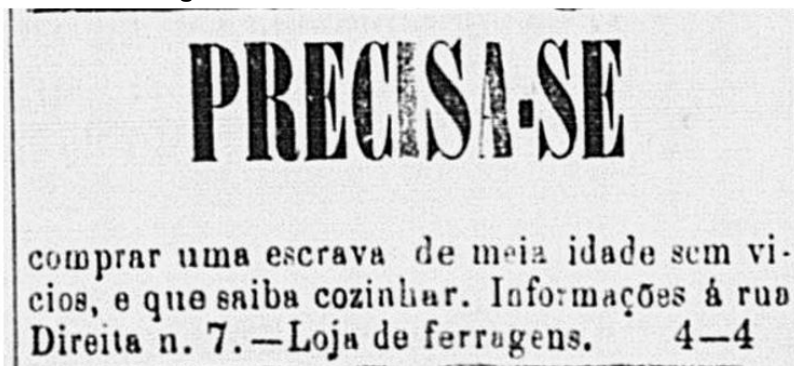 PRECISA-SE
comprar uma escrava de meia idade sem vi-
cios, e que saiba cozinhar. Informações á rua
Direita n. 7.—Loja de ferragens. 4—4